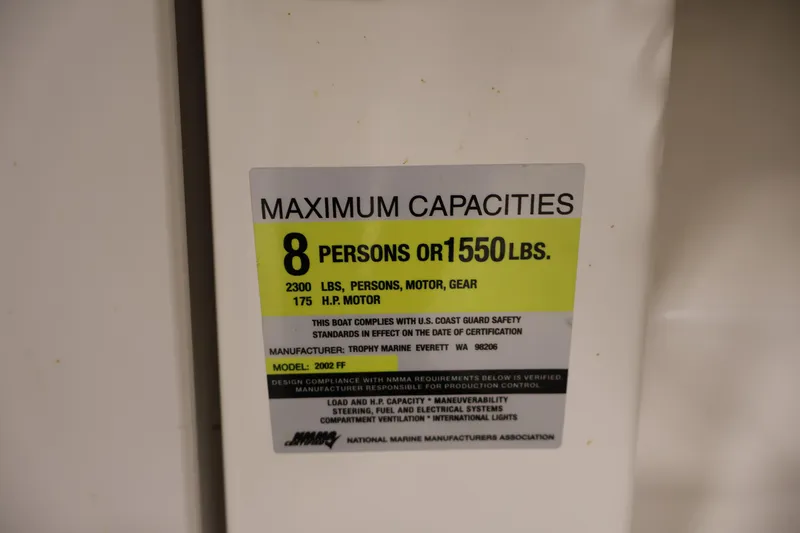 MAXIMUM CAPACITIES
8 PERSONS OR 1550 LBS.
2300 LBS, PERSONS, MOTOR, GEAR
175 H.P. MOTOR
THIS BOAT COMPLIES WITH U.S. COAST GUARD SAFETY
STANDARDS IN EFFECT ON THE DATE OF CERTIFICATION
MANUFACTURER: TROPHY MARINE EVERETT WA 98206
MODEL: 2002 FF
DESIGN COMPLIANCE WITH NMMA REQUIREMENTS BELOW IS VERIFIED.
MANUFACTURER RESPONSIBLE FOR PRODUCTION CONTROL.
LOAD AND H.P. CAPACITY * MANEUVERABILITY
STEERING, FUEL AND ELECTRICAL SYSTEMS
COMPARTMENT VENTILATION * INTERNATIONAL LIGHTS
NMMA
CERTIFIED
NATIONAL MARINE MANUFACTURERS ASSOCIATION